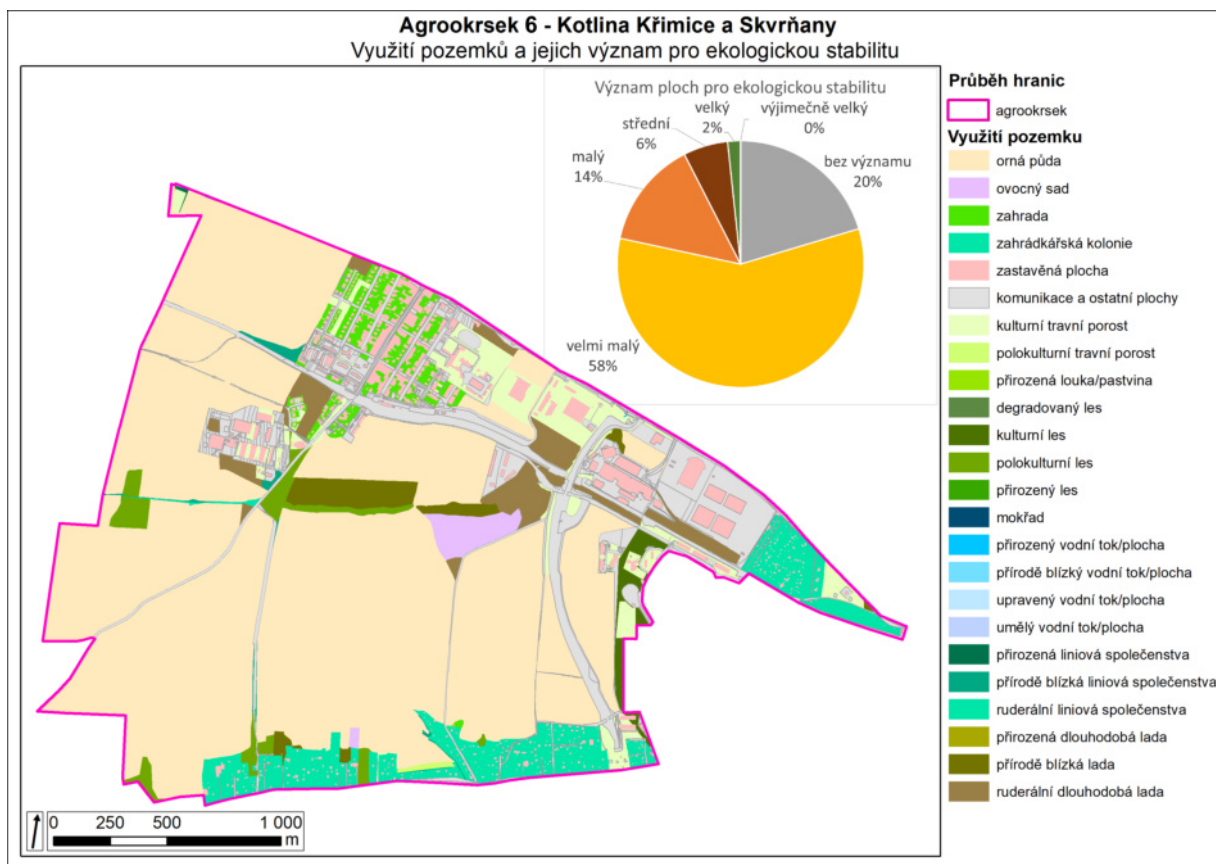 Agrookrsek 6 - Kotlina Křimice a Skvrňany
Využití pozemků a jejich význam pro ekologickou stabilitu
Význam ploch pro ekologickou stabilitu
velký
2%
výjimečně velký
0%
střední
6%
malý
14%
bez významu
20%
velmi malý
58%
Průběh hranic
agrookrsek
Využití pozemku
orná půda
ovocný sad
zahrada
zahrádkářská kolonie
zastavěná plocha
komunikace a ostatní plochy
kulturní travní porost
polokulturní travní porost
přirozená louka/pastvina
degradovaný les
kulturní les
polokulturní les
přirozený les
mokřad
přirozený vodní tok/plocha
přírodě blízký vodní tok/plocha
upravený vodní tok/plocha
umělý vodní tok/plocha
přirozená liniová společenstva
přírodě blízká liniová společenstva
ruderální liniová společenstva
přirozená dlouhodobá lada
přírodě blízká lada
ruderální dlouhodobá lada
0 250 500 1 000
m